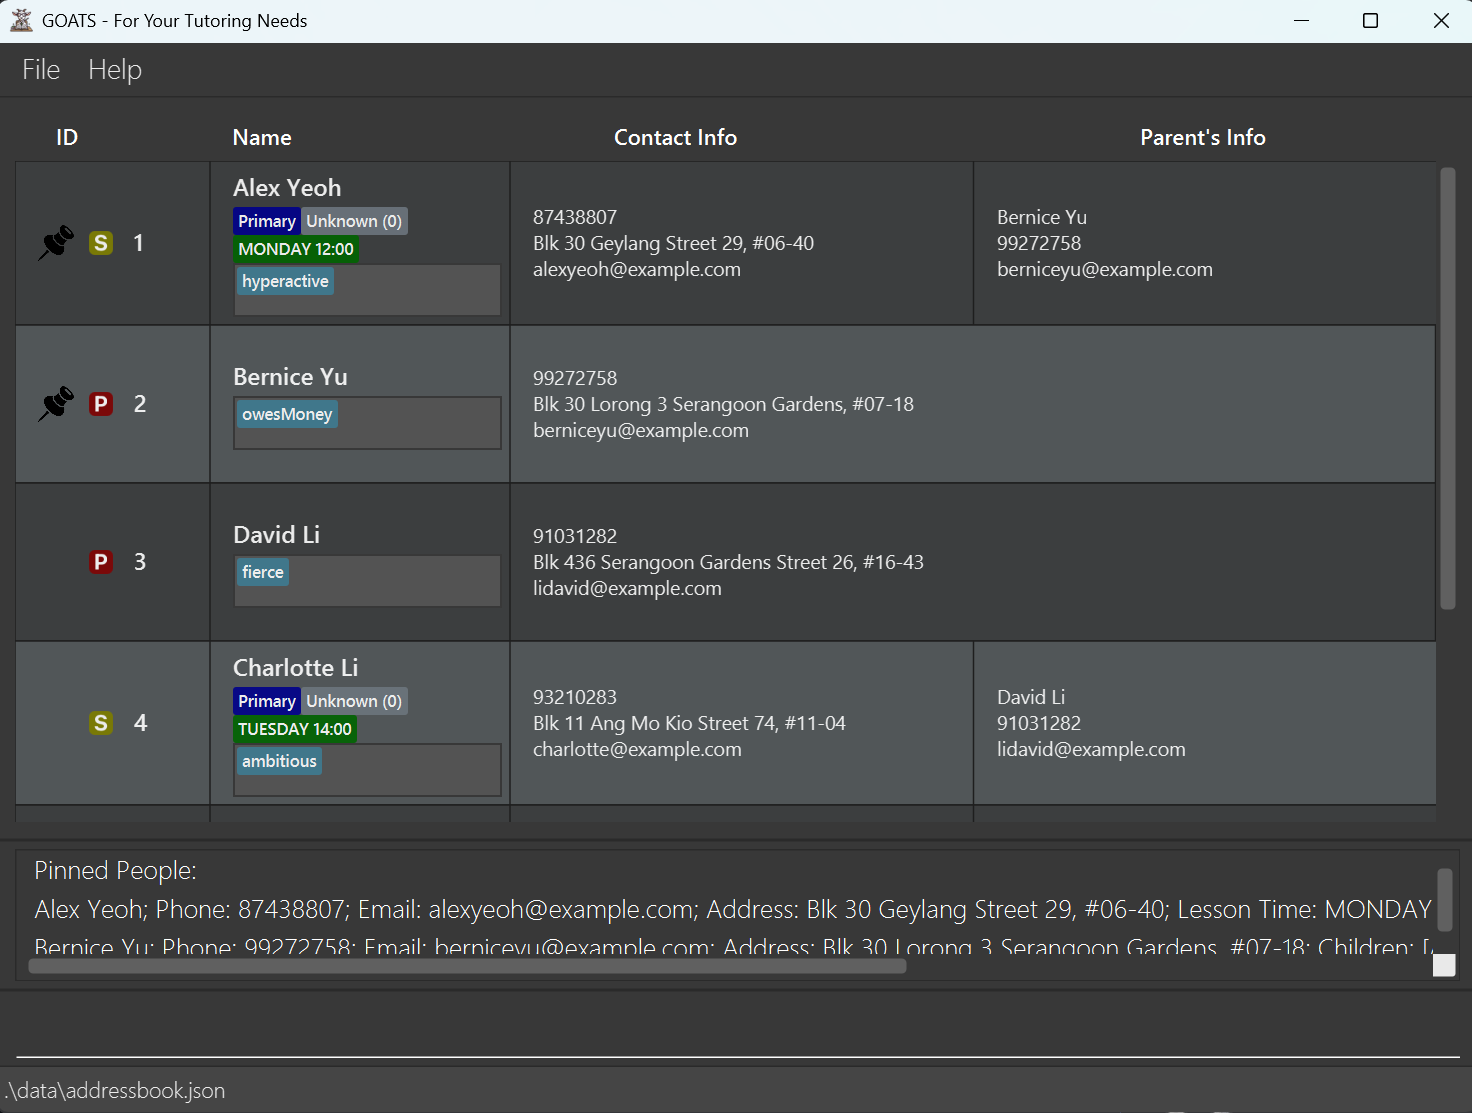 GOATS - For Your Tutoring Needs
File Help
ID Name Contact Info Parent's Info
S 1
Alex Yeoh
Primary Unknown (0)
MONDAY 12:00
hyperactive
87438807
Blk 30 Geylang Street 29, #06-40
alexyeoh@example.com
Bernice Yu
99272758
berniceyu@example.com
P 2
Bernice Yu
owesMoney
99272758
Blk 30 Lorong 3 Serangoon Gardens, #07-18
berniceyu@example.com
P 3
David Li
fierce
91031282
Blk 436 Serangoon Gardens Street 26, #16-43
lidavid@example.com
S 4
Charlotte Li
Primary Unknown (0)
TUESDAY 14:00
ambitious
93210283
Blk 11 Ang Mo Kio Street 74, #11-04
charlotte@example.com
David Li
91031282
lidavid@example.com
Pinned People:
Alex Yeoh; Phone: 87438807; Email: alexyeoh@example.com; Address: Blk 30 Geylang Street 29, #06-40; Lesson Time: MONDAY
Bernice Yu; Phone: 99272758; Email: berniceyu@example.com; Address: Blk 30 Lorong 3 Serangoon Gardens, #07-18; Children: [
.\data\addressbook.json